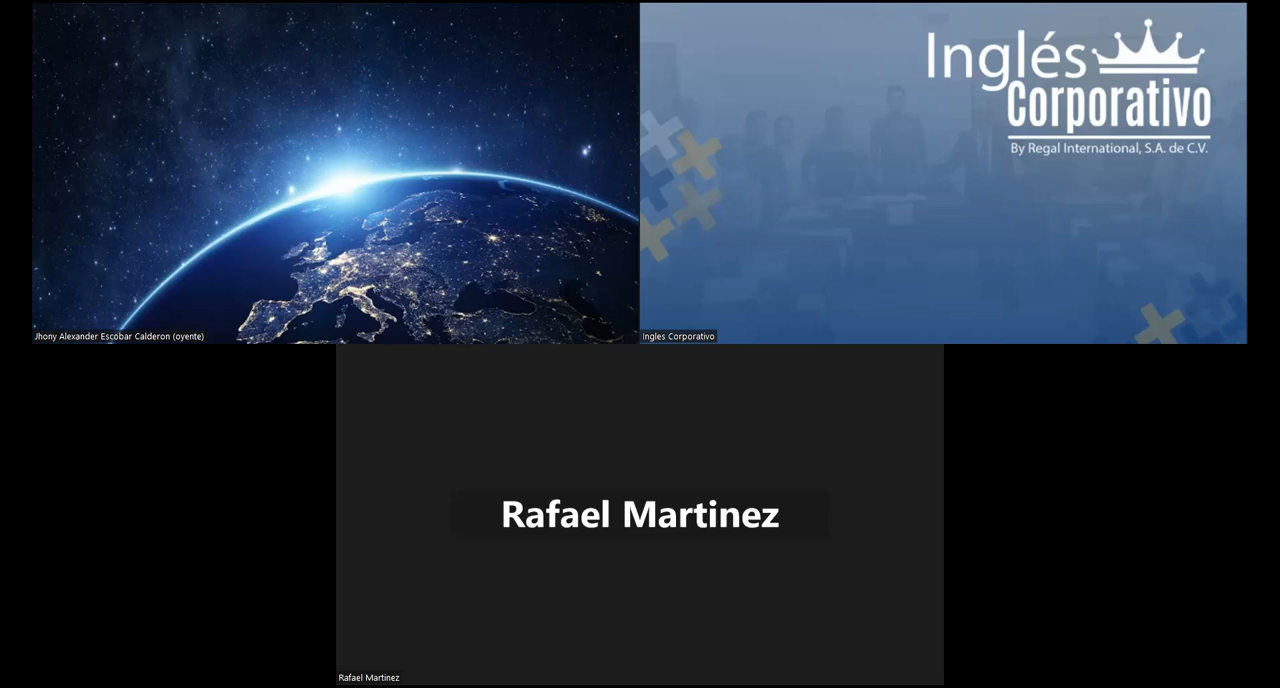 Inglés
Corporativo
By Regal International, S.A. de C.V.
Jhony Alexander Escobar Calderon (oyente)
Ingles Corporativo
Rafael Martinez
Rafael Martinez